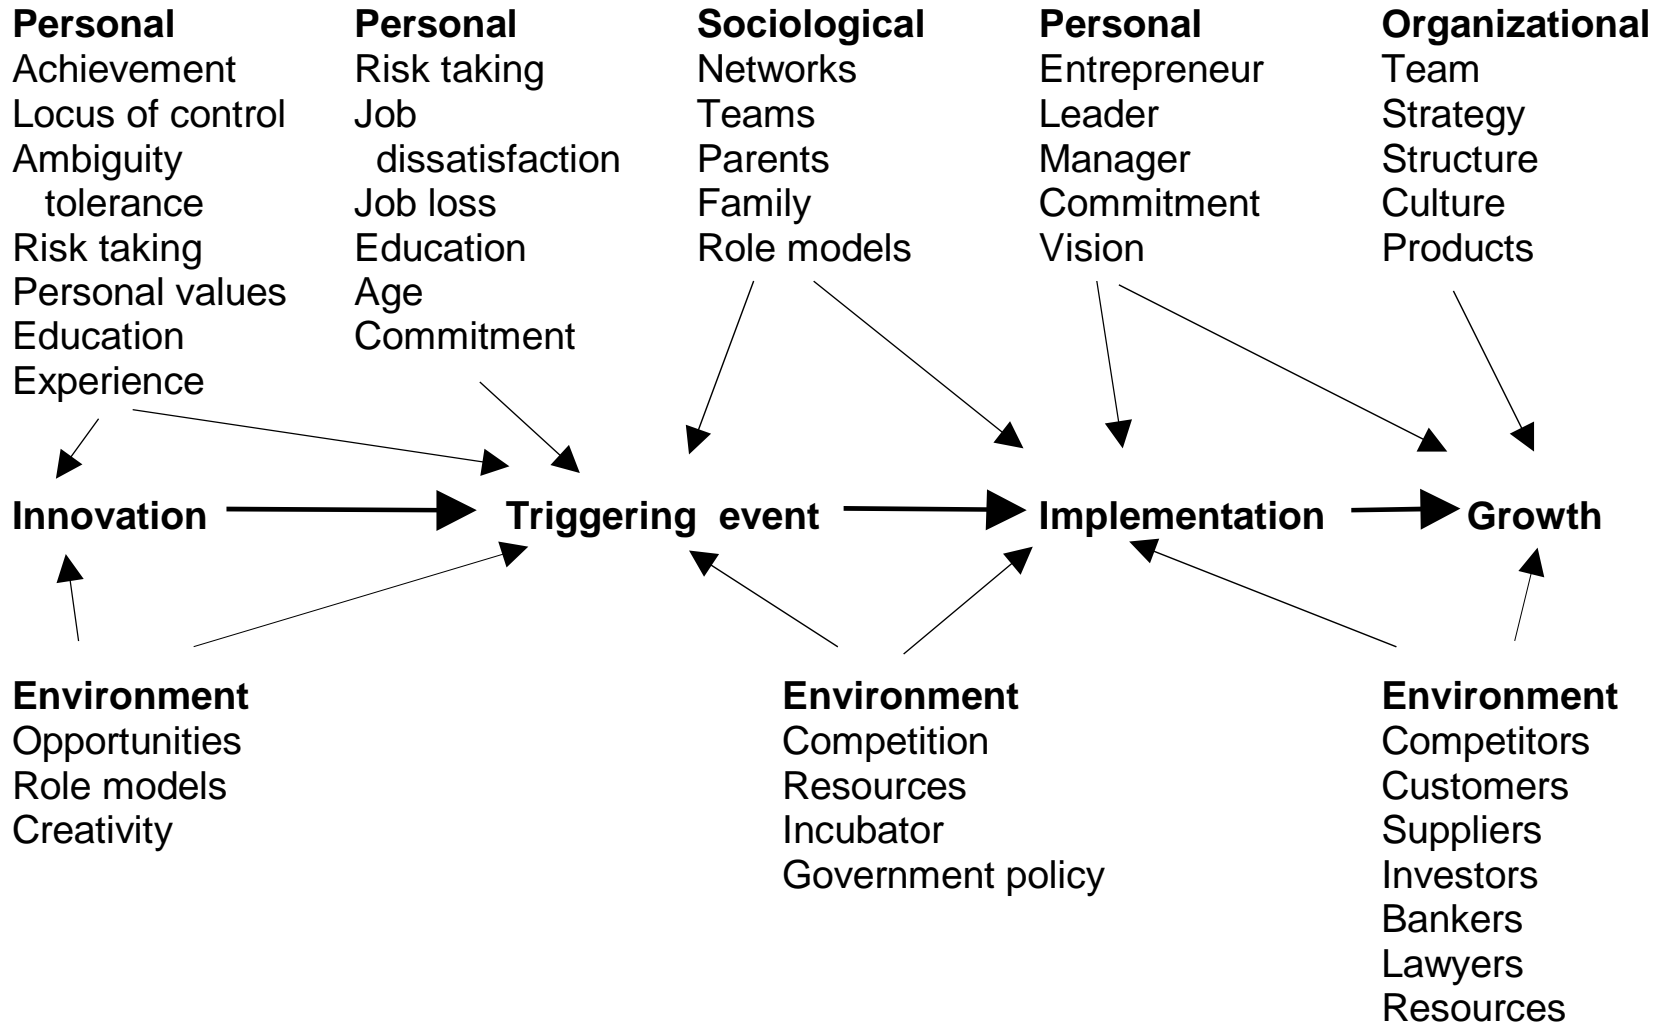 Personal
Achievement
Locus of control
Ambiguity
tolerance
Risk taking
Personal values
Education
Experience
Personal
Risk taking
Job
dissatisfaction
Job loss
Education
Age
Commitment
Sociological
Networks
Teams
Parents
Family
Role models
Personal
Entrepreneur
Leader
Manager
Commitment
Vision
Organizational
Team
Strategy
Structure
Culture
Products
Innovation
Triggering event
Implementation
Growth
Environment
Opportunities
Role models
Creativity
Environment
Competition
Resources
Incubator
Government policy
Environment
Competitors
Customers
Suppliers
Investors
Bankers
Lawyers
Resources